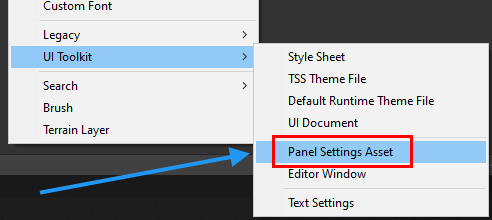 Custom Font
Legacy
UI Toolkit
Search
Brush
Terrain Layer
Style Sheet
TSS Theme File
Default Runtime Theme File
UI Document
Panel Settings Asset
Editor Window
Text Settings